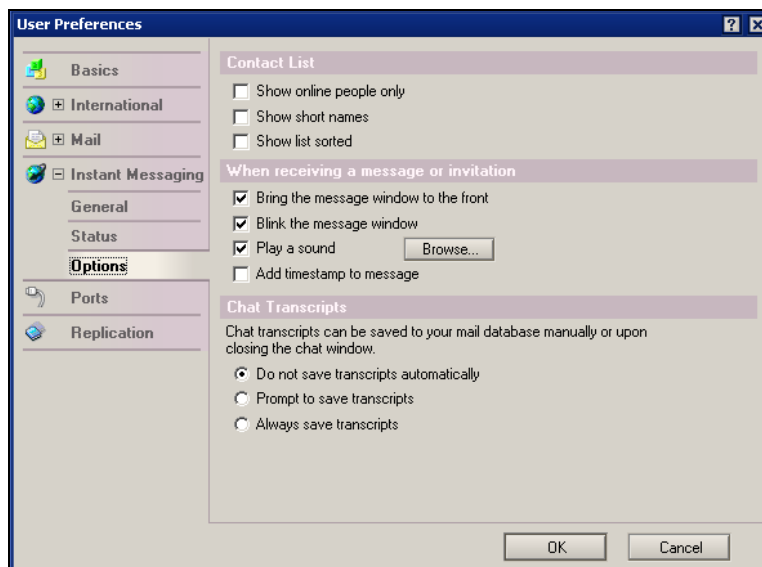 User Preferences
Basics
International
Mail
Instant Messaging
General
Status
Options
Ports
Replication
Contact List
Show online people only
Show short names
Show list sorted
When receiving a message or invitation
Bring the message window to the front
Blink the message window
Play a sound
Browse...
Add timestamp to message
Chat Transcripts
Chat transcripts can be saved to your mail database manually or upon
closing the chat window.
Do not save transcripts automatically
Prompt to save transcripts
Always save transcripts
OK
Cancel